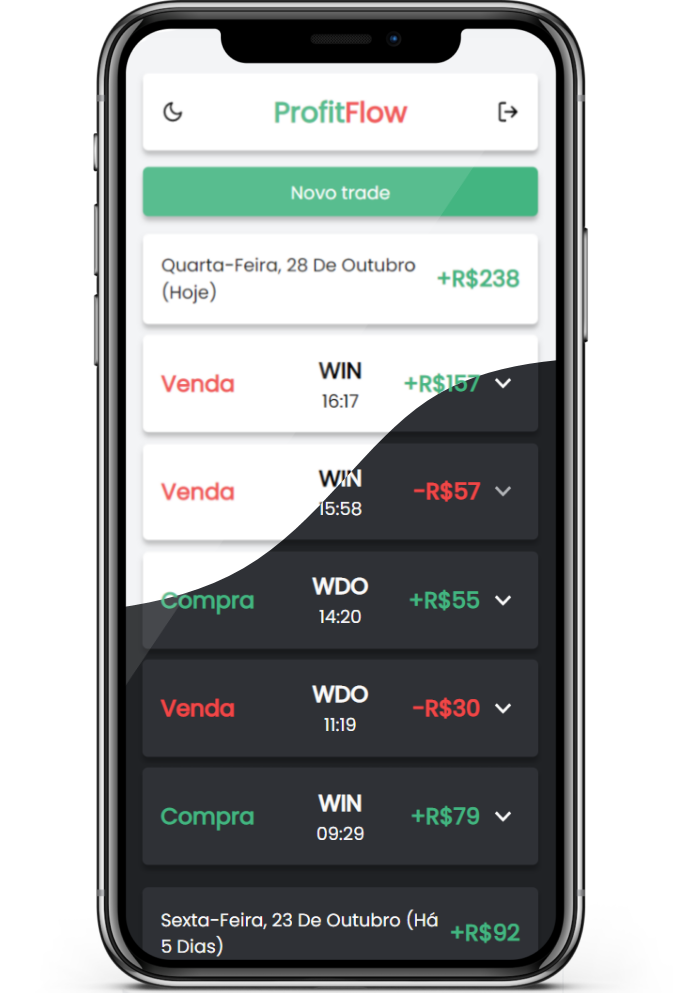 ProfitFlow
Novo trade
Quarta-Feira, 28 De Outubro
(Hoje)
+R$238
Venda
WIN
16:17
+R$157
Venda
WIN
15:58
-R$57
Compra
WDO
14:20
+R$55
Venda
WDO
11:19
-R$30
Compra
WIN
09:29
+R$79
Sexta-Feira, 23 De Outubro (Há
5 Dias)
+R$92